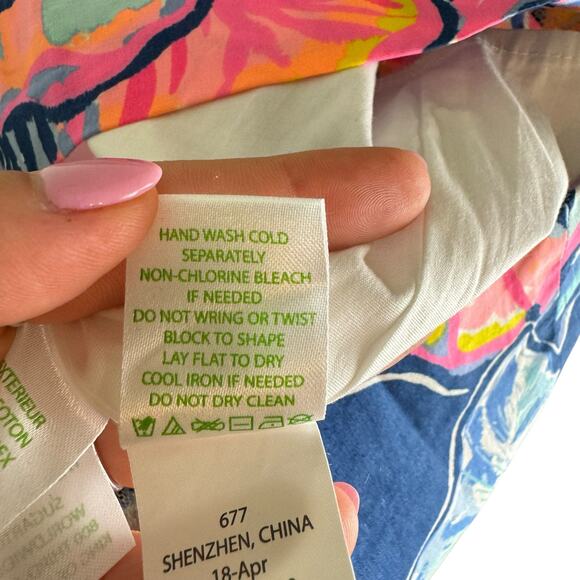 HAND WASH COLD
SEPARATELY
NON-CHLORINE BLEACH
IF NEEDED
DO NOT WRING OR TWIST
BLOCK TO SHAPE
LAY FLAT TO DRY
COOL IRON IF NEEDED
DO NOT DRY CLEAN
677
SHENZHEN, CHINA
18-Apr